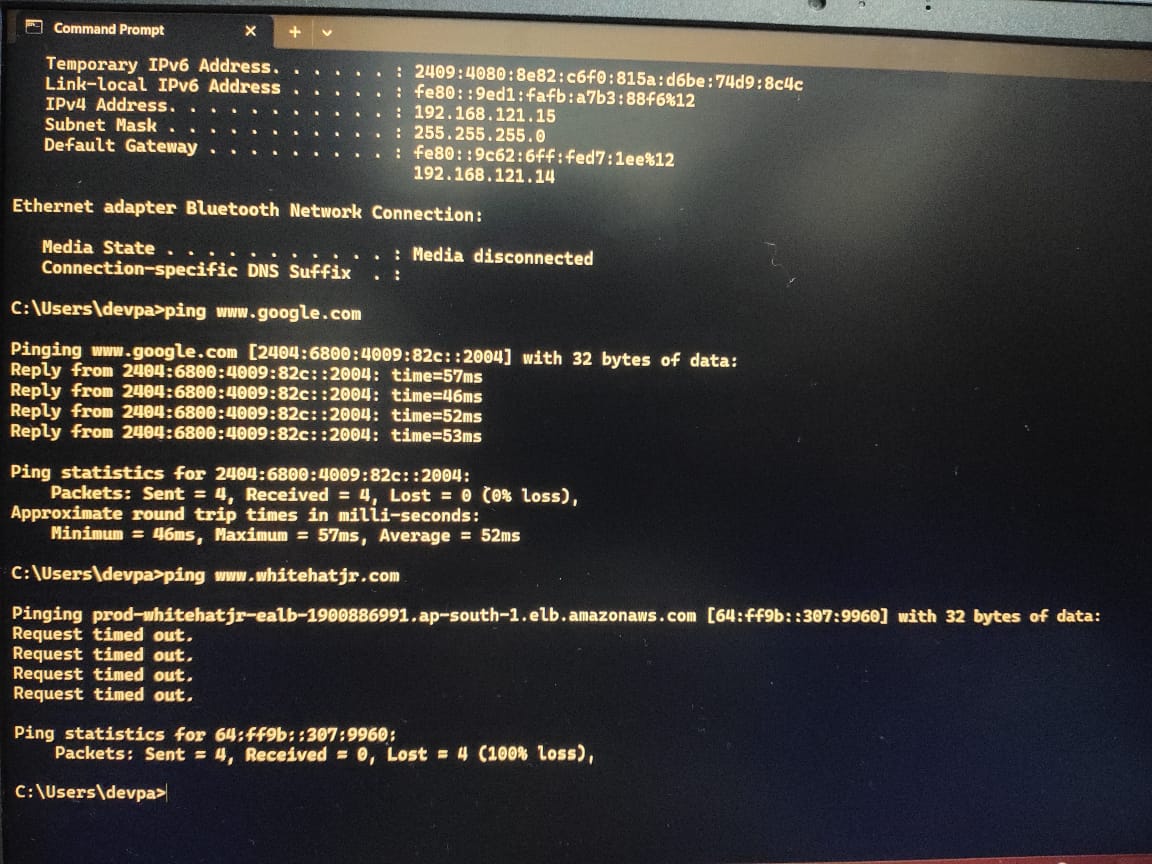 Command Prompt
Temporary IPv6 Address. . . . . . : 2409:4080:8e82:c6f0:815a:d6be:74d9:8c4c
Link-local IPv6 Address . . . . . : fe80::9ed1:fafb:a7b3:88f6%12
IPv4 Address. . . . . . . . . . . : 192.168.121.15
Subnet Mask . . . . . . . . . . . : 255.255.255.0
Default Gateway . . . . . . . . . : fe80::9c62:6ff:fed7:1ee%12
192.168.121.14
Ethernet adapter Bluetooth Network Connection:
Media State . . . . . . . . . . . : Media disconnected
Connection-specific DNS Suffix  . :
C:\Users\devpa>ping www.google.com
Pinging www.google.com [2404:6800:4009:82c::2004] with 32 bytes of data:
Reply from 2404:6800:4009:82c::2004: time=57ms
Reply from 2404:6800:4009:82c::2004: time=46ms
Reply from 2404:6800:4009:82c::2004: time=52ms
Reply from 2404:6800:4009:82c::2004: time=53ms
Ping statistics for 2404:6800:4009:82c::2004:
Packets: Sent = 4, Received = 4, Lost = 0 (0% loss),
Approximate round trip times in milli-seconds:
Minimum = 46ms, Maximum = 57ms, Average = 52ms
C:\Users\devpa>ping www.whitehatjr.com
Pinging prod-whitehatjr-ealb-1900886991.ap-south-1.elb.amazonaws.com [64:ff9b::307:9960] with 32 bytes of data:
Request timed out.
Request timed out.
Request timed out.
Request timed out.
Ping statistics for 64:ff9b::307:9960:
Packets: Sent = 4, Received = 0, Lost = 4 (100% loss),
C:\Users\devpa>